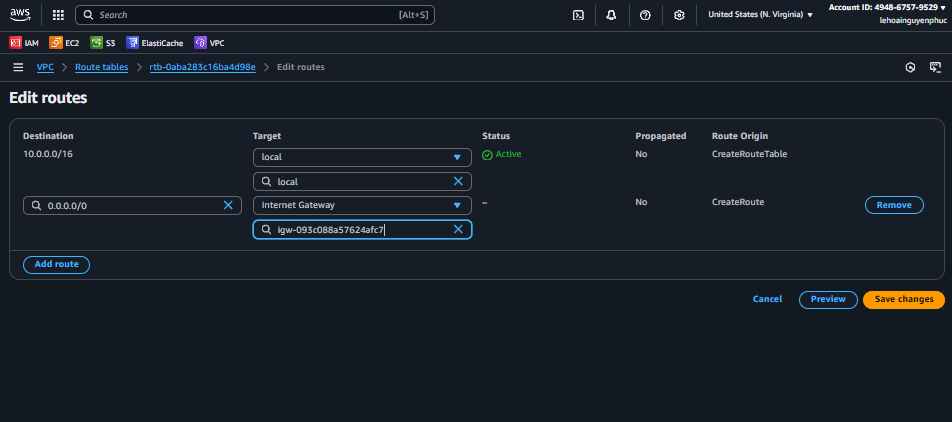 aws
Search [Alt+S] United States (N. Virginia) Account ID: 4948-6757-9529
lehoainguyenphuc
IAM EC2 S3 ElastiCache VPC
VPC Route tables rtb-0aba283c16ba4d98e Edit routes
Edit routes
Destination Target Status Propagated Route Origin
10.0.0.0/16 local Active No CreateRouteTable
local
0.0.0.0/0 Internet Gateway – No CreateRoute Remove
igw-093c088a57624afc7
Add route
Cancel Preview Save changes